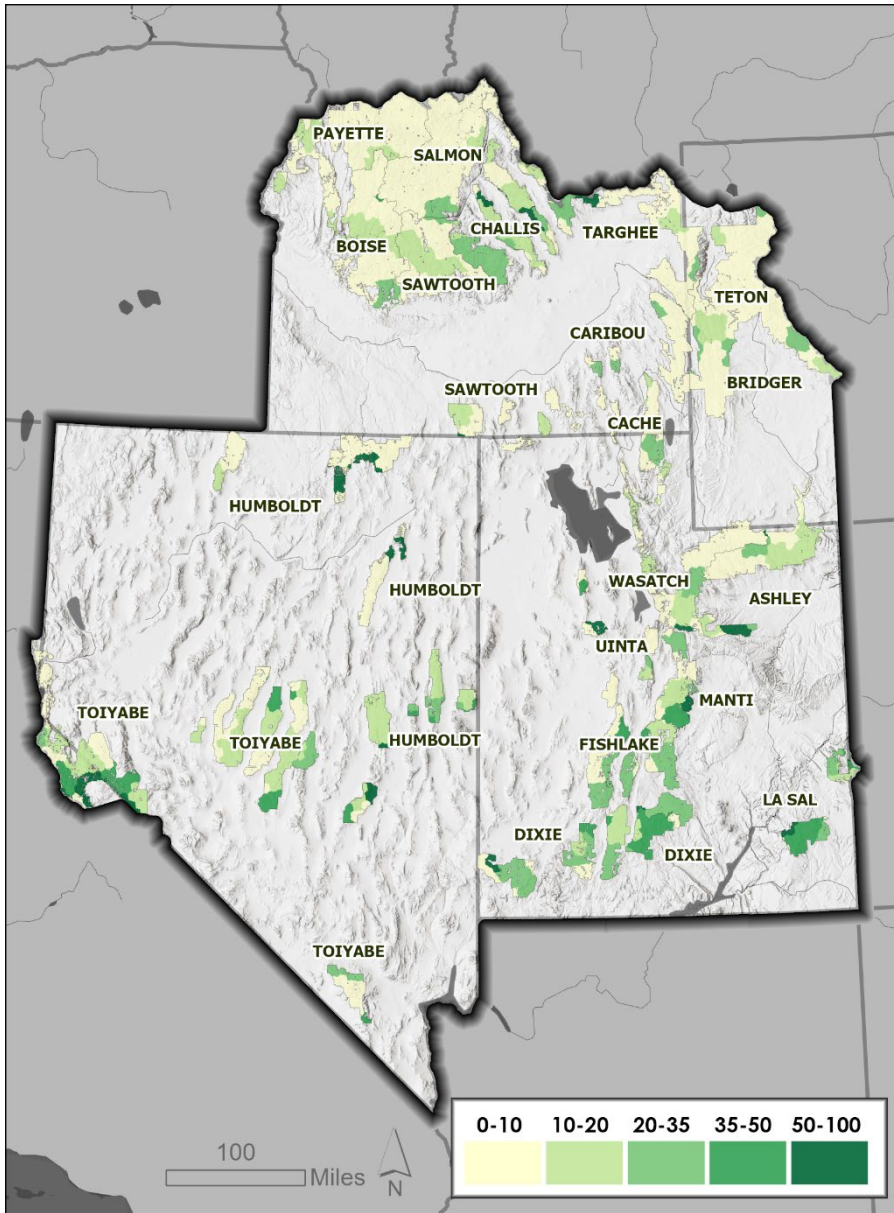 PAYETTE
SALMON
CHALLIS
TARGHEE
BOISE
SAWTOOTH
TETON
CARIBOU
BRIDGER
SAWTOOTH
CACHE
HUMBOLDT
WASATCH
HUMBOLDT
ASHLEY
UINTA
MANTI
TOIYABE
TOIYABE
HUMBOLDT
FISHLAKE
LA SAL
DIXIE
DIXIE
TOIYABE
0-10 10-20 20-35 35-50 50-100
100
Miles
N